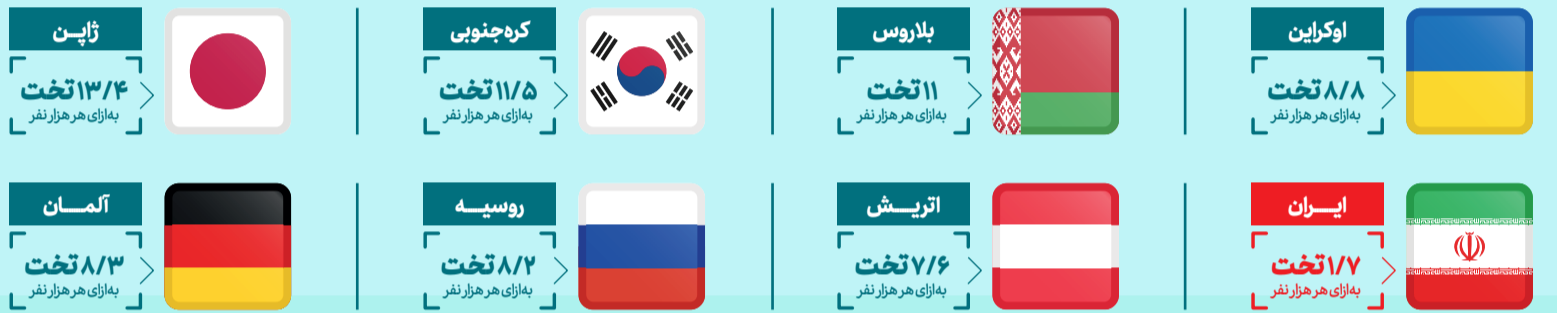 اوکراین
۸/۸ تخت
به‌ازای هر هزار نفر
بلاروس
۱۱ تخت
به‌ازای هر هزار نفر
کره‌جنوبی
۱۱/۵ تخت
به‌ازای هر هزار نفر
ژاپن
۱۳/۴ تخت
به‌ازای هر هزار نفر
ایران
۱/۷ تخت
به‌ازای هر هزار نفر
اتریش
۷/۶ تخت
به‌ازای هر هزار نفر
روسیه
۸/۲ تخت
به‌ازای هر هزار نفر
آلمان
۸/۳ تخت
به‌ازای هر هزار نفر